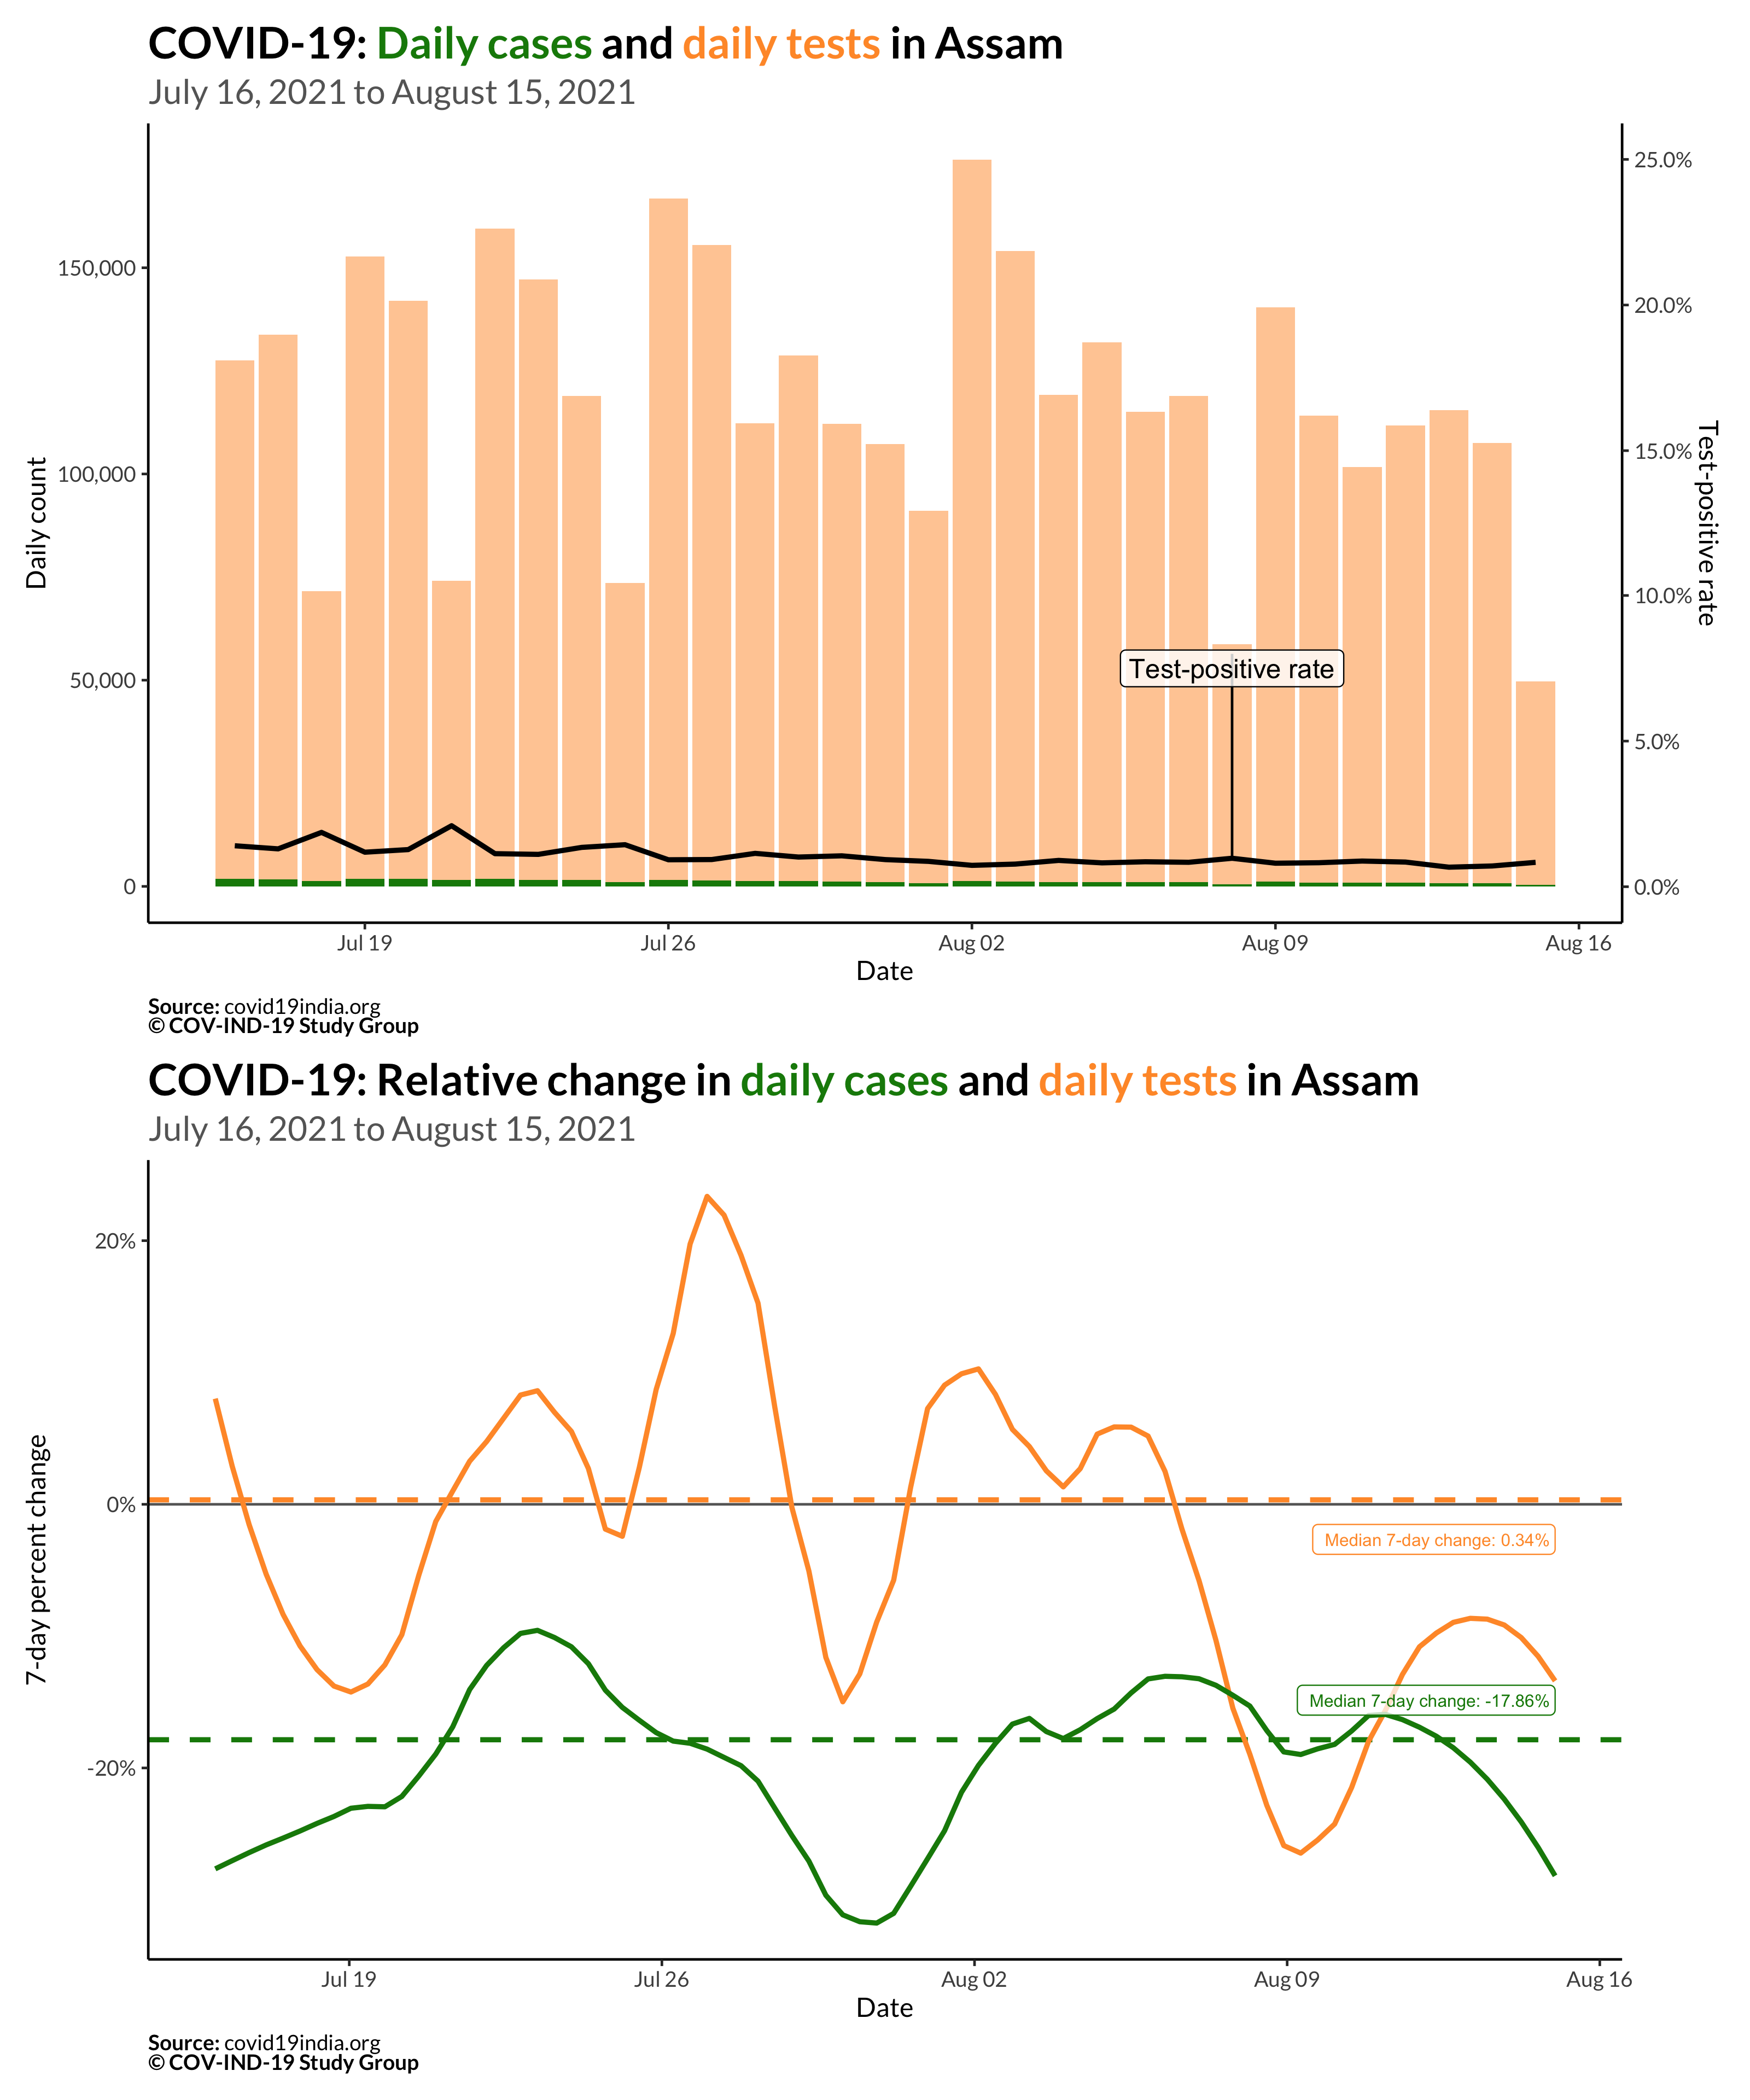 COVID-19: Daily cases and daily tests in Assam
July 16, 2021 to August 15, 2021
Daily count
150,000
100,000
50,000
0
25.0%
20.0%
15.0%
10.0%
5.0%
0.0%
Test-positive rate
Test-positive rate
Jul 19
Jul 26
Aug 02
Aug 09
Aug 16
Date
Source: covid19india.org
© COV-IND-19 Study Group
COVID-19: Relative change in daily cases and daily tests in Assam
July 16, 2021 to August 15, 2021
7-day percent change
20%
0%
-20%
Median 7-day change: 0.34%
Median 7-day change: -17.86%
Jul 19
Jul 26
Aug 02
Aug 09
Aug 16
Date
Source: covid19india.org
© COV-IND-19 Study Group